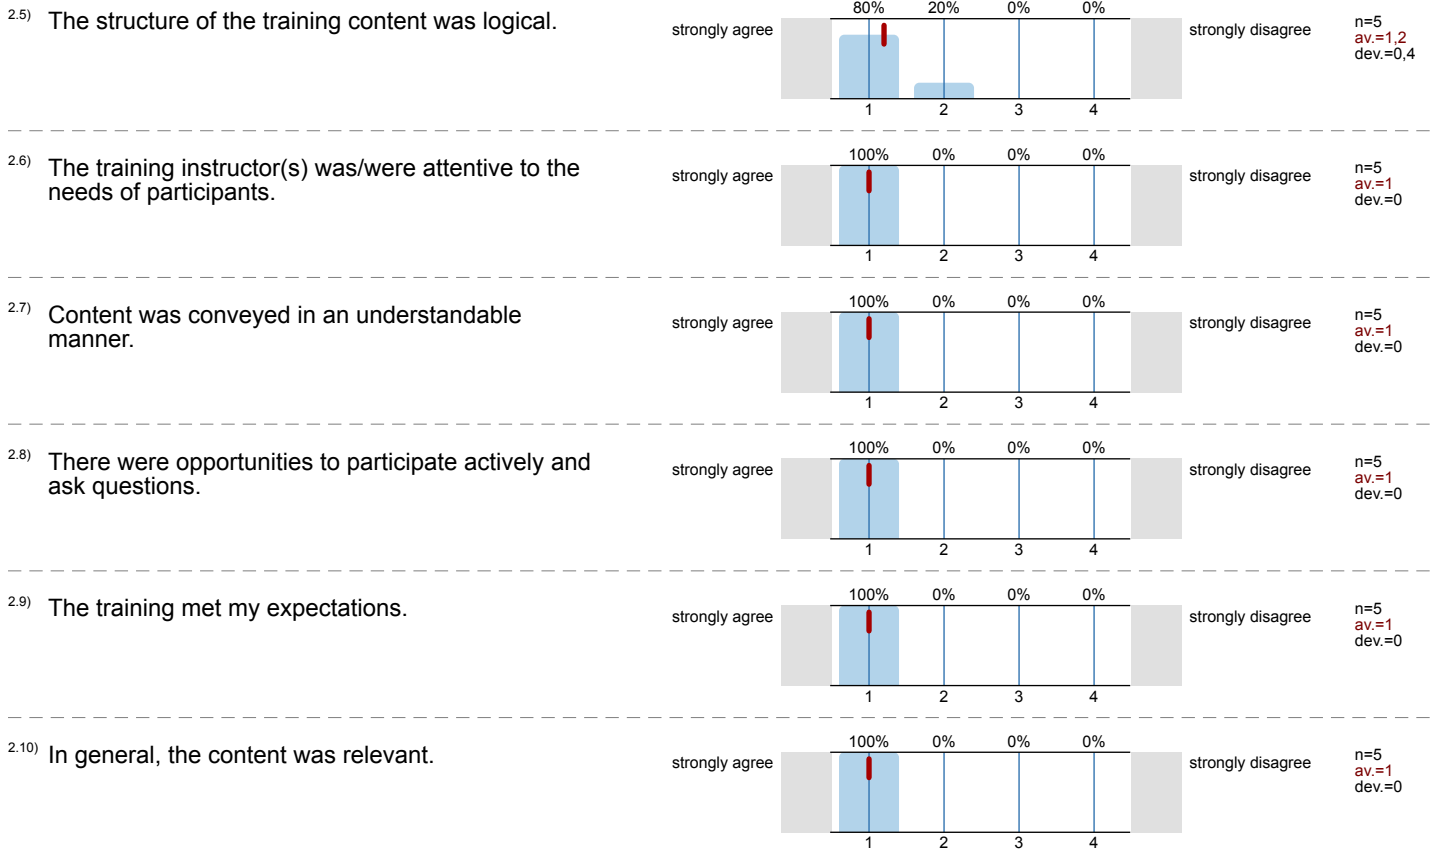 2.5) The structure of the training content was logical.
strongly agree
80% 20% 0% 0%
1 2 3 4
strongly disagree
n=5
av.=1,2
dev.=0,4
2.6) The training instructor(s) was/were attentive to the
needs of participants.
strongly agree
100% 0% 0% 0%
1 2 3 4
strongly disagree
n=5
av.=1
dev.=0
2.7) Content was conveyed in an understandable
manner.
strongly agree
100% 0% 0% 0%
1 2 3 4
strongly disagree
n=5
av.=1
dev.=0
2.8) There were opportunities to participate actively and
ask questions.
strongly agree
100% 0% 0% 0%
1 2 3 4
strongly disagree
n=5
av.=1
dev.=0
2.9) The training met my expectations.
strongly agree
100% 0% 0% 0%
1 2 3 4
strongly disagree
n=5
av.=1
dev.=0
2.10) In general, the content was relevant.
strongly agree
100% 0% 0% 0%
1 2 3 4
strongly disagree
n=5
av.=1
dev.=0